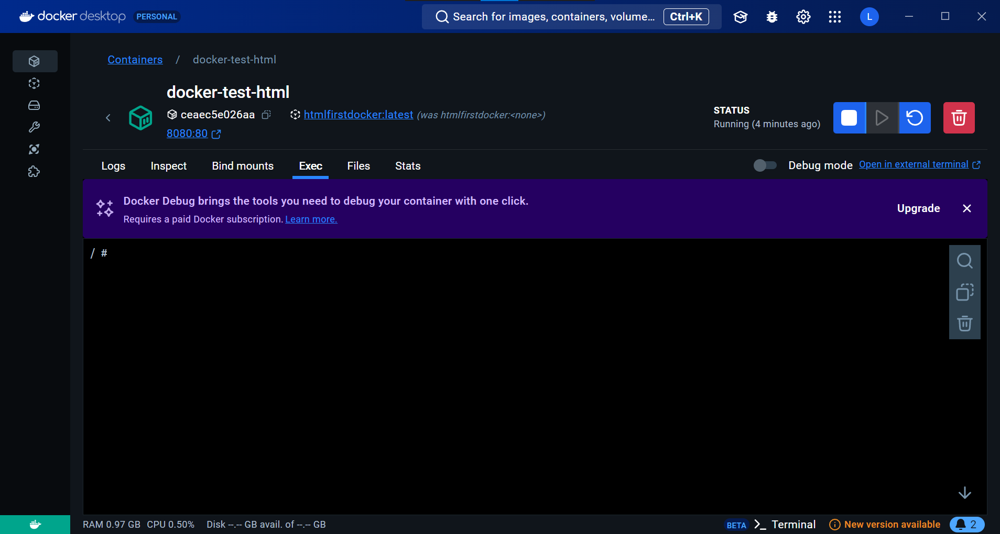 docker desktop PERSONAL
Search for images, containers, volume... Ctrl+K
L
Containers / docker-test-html
docker-test-html
ceaec5e026aa htmlfirstdocker:latest (was htmlfirstdocker:<none>)
8080:80
STATUS
Running (4 minutes ago)
Logs Inspect Bind mounts Exec Files Stats
Debug mode Open in external terminal
Docker Debug brings the tools you need to debug your container with one click.
Requires a paid Docker subscription. Learn more.
Upgrade
/ #
RAM 0.97 GB CPU 0.50% Disk --.-- GB avail. of --.-- GB
BETA >_ Terminal New version available 2